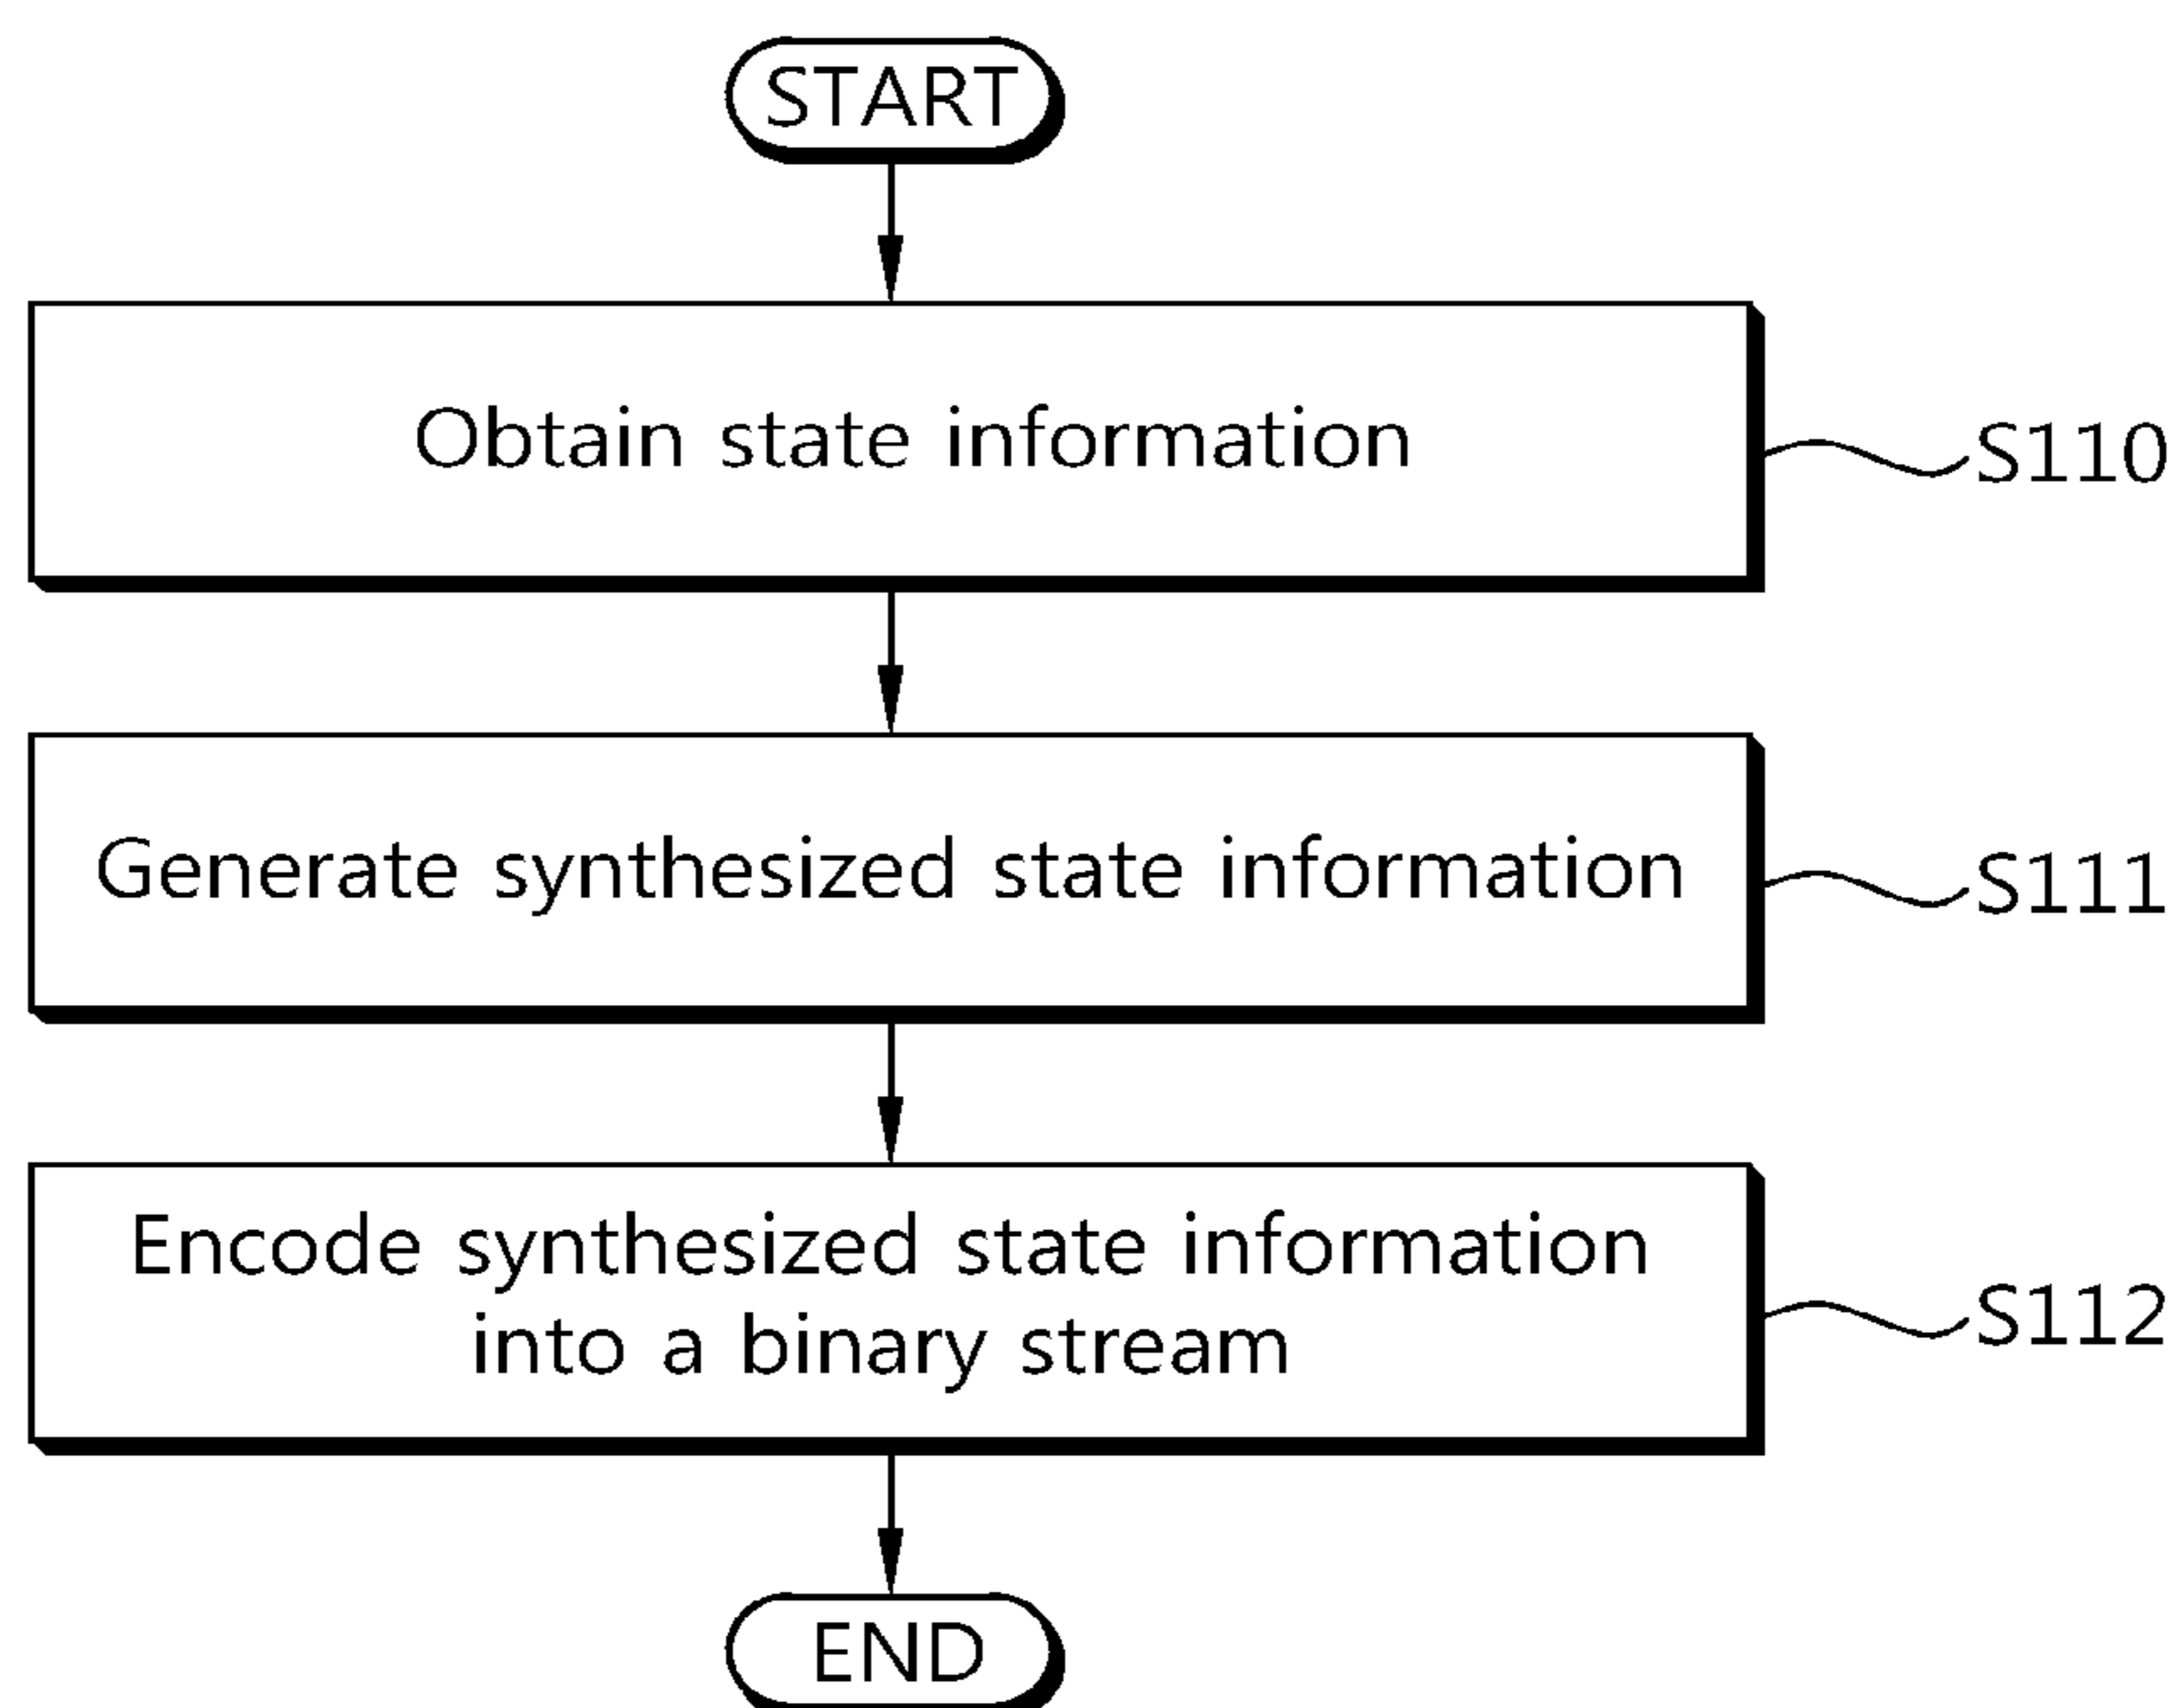 START
Obtain state information
S110
Generate synthesized state information
S111
Encode synthesized state information
into a binary stream
S112
END